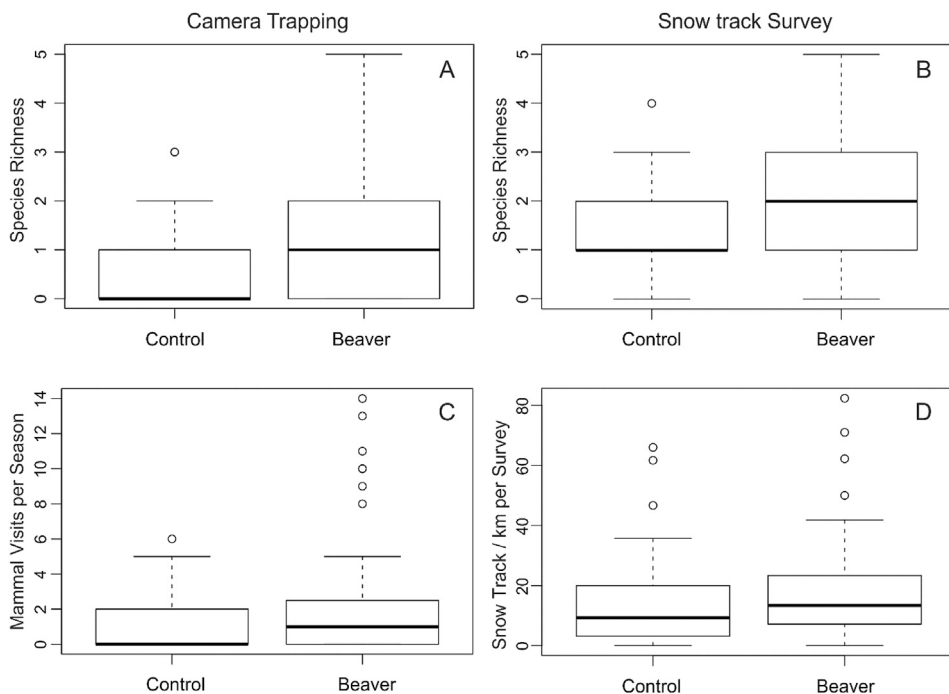 Camera Trapping
Snow track Survey
A
Species Richness
0
1
2
3
4
5
Control
Beaver
B
Species Richness
0
1
2
3
4
5
Control
Beaver
C
Mammal Visits per Season
0
2
4
6
8
10
12
14
Control
Beaver
D
Snow Track / km per Survey
0
20
40
60
80
Control
Beaver